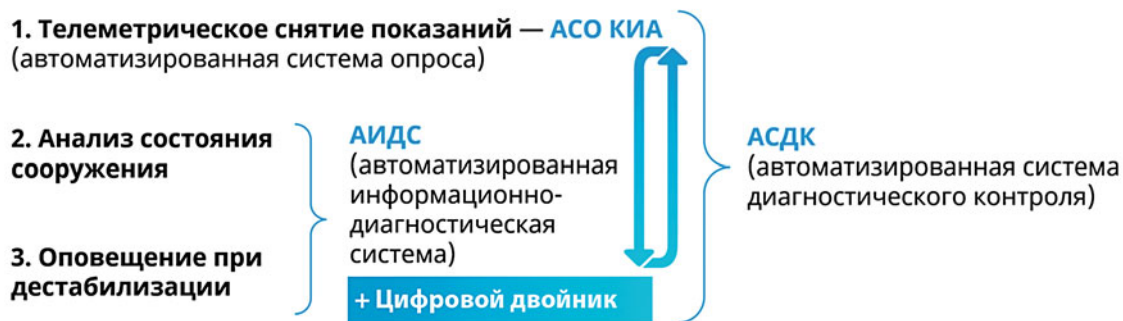 1. Телеметрическое снятие показаний — АСО КИА
(автоматизированная система опроса)
2. Анализ состояния
сооружения
3. Оповещение при
дестабилизации
АИДС
(автоматизированная
информационно-
диагностическая
система)
+ Цифровой двойник
АСДК
(автоматизированная система
диагностического контроля)